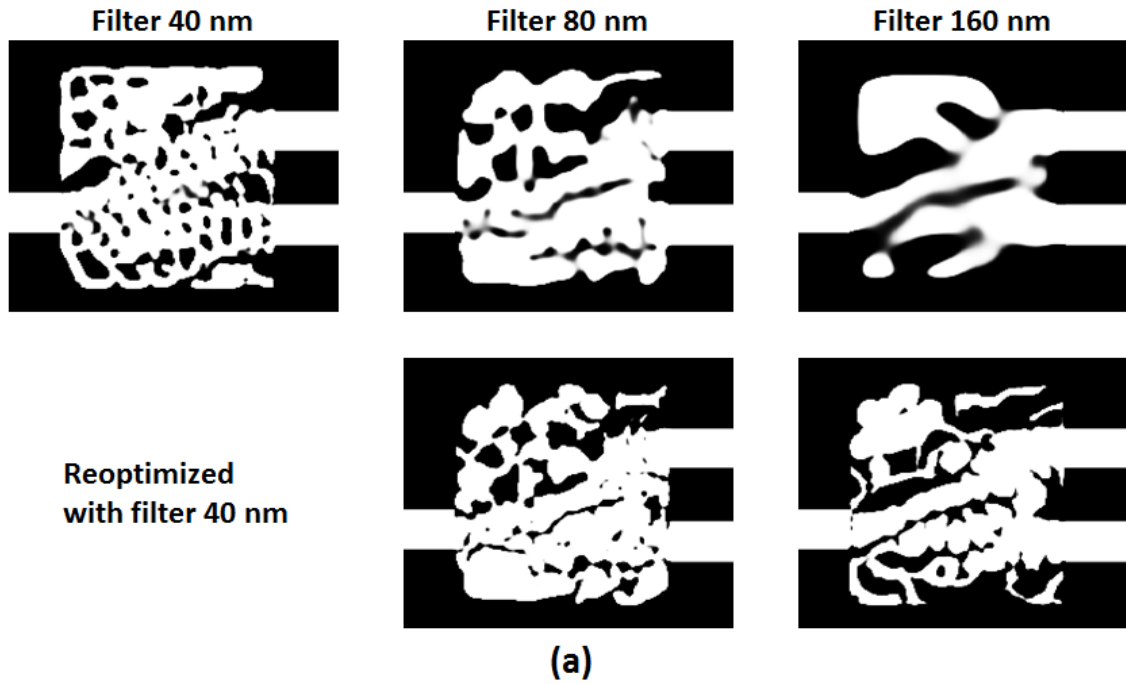 Filter 40 nm
Filter 80 nm
Filter 160 nm
Reoptimized
with filter 40 nm
(a)